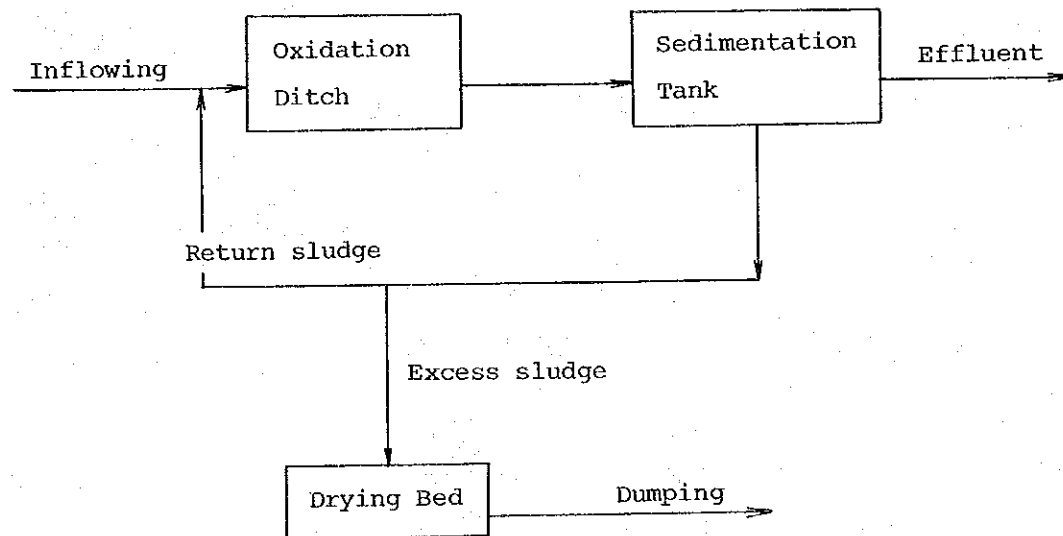 Inflowing
Oxidation
Ditch
Sedimentation
Tank
Effluent
Return sludge
Excess sludge
Drying Bed
Dumping